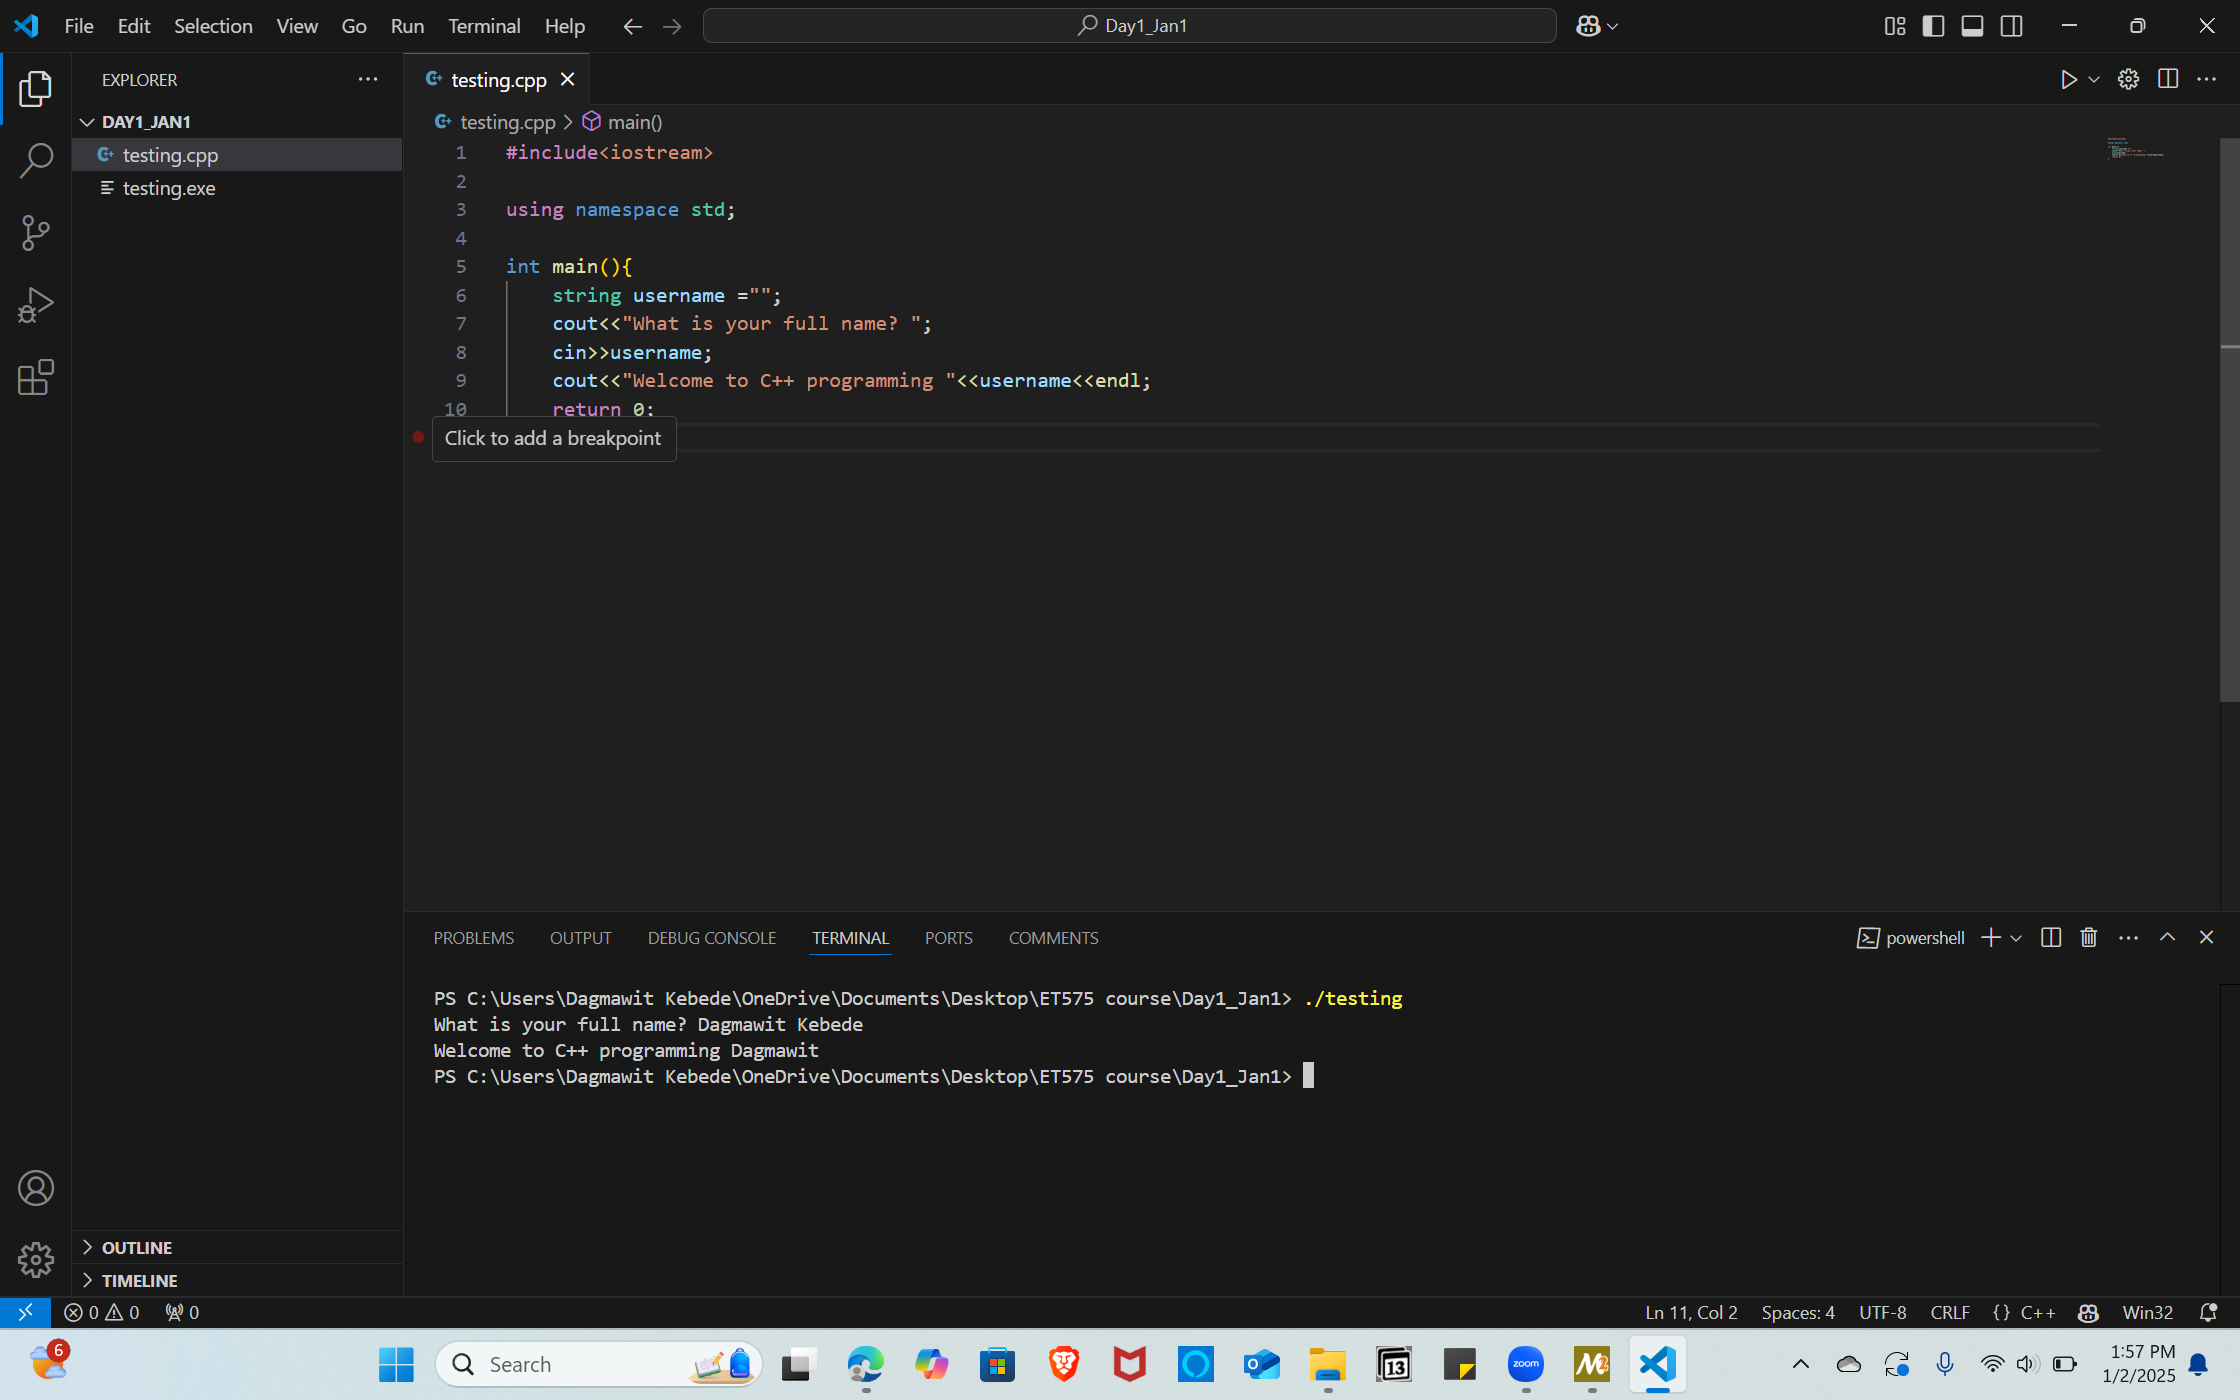 File Edit Selection View Go Run Terminal Help
Day1_Jan1
EXPLORER
DAY1_JAN1
testing.cpp
testing.exe
OUTLINE
TIMELINE
testing.cpp
testing.cpp > main()
1 #include<iostream>
2
3 using namespace std;
4
5 int main(){
6 string username ="";
7 cout<<"What is your full name? ";
8 cin>>username;
9 cout<<"Welcome to C++ programming "<<username<<endl;
10 return 0;
Click to add a breakpoint
PROBLEMS OUTPUT DEBUG CONSOLE TERMINAL PORTS COMMENTS
powershell
PS C:\Users\Dagmawit Kebede\OneDrive\Documents\Desktop\ET575 course\Day1_Jan1> ./testing
What is your full name? Dagmawit Kebede
Welcome to C++ programming Dagmawit
PS C:\Users\Dagmawit Kebede\OneDrive\Documents\Desktop\ET575 course\Day1_Jan1>
0 0 0
Ln 11, Col 2 Spaces: 4 UTF-8 CRLF {} C++ Win32
6
Search
13
zoom
1:57 PM
1/2/2025